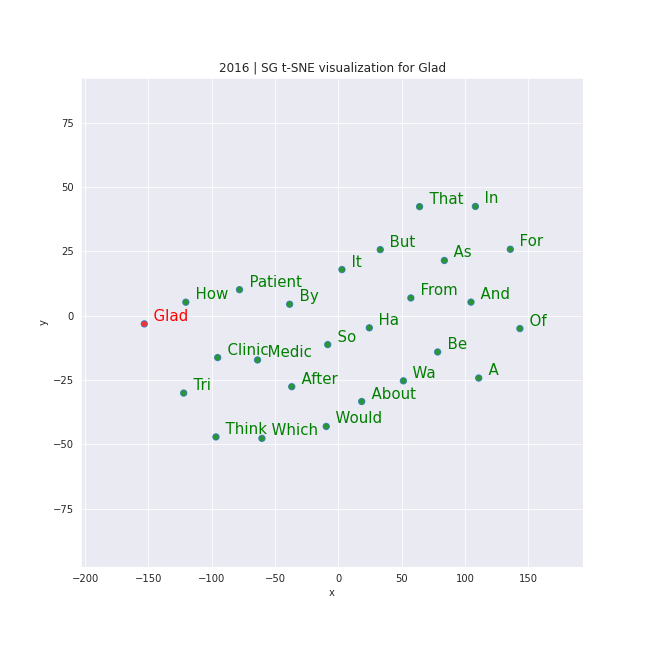 2016 | SG t-SNE visualization for Glad
75
50
25
0
−25
−50
−75
y
That
In
But
For
It
As
Patient
How
By
From
And
Glad
Ha
Of
So
Clinic
Medic
Be
Tri
After
Wa
A
About
Think
Which
Would
−200
−150
−100
−50
0
50
100
150
x